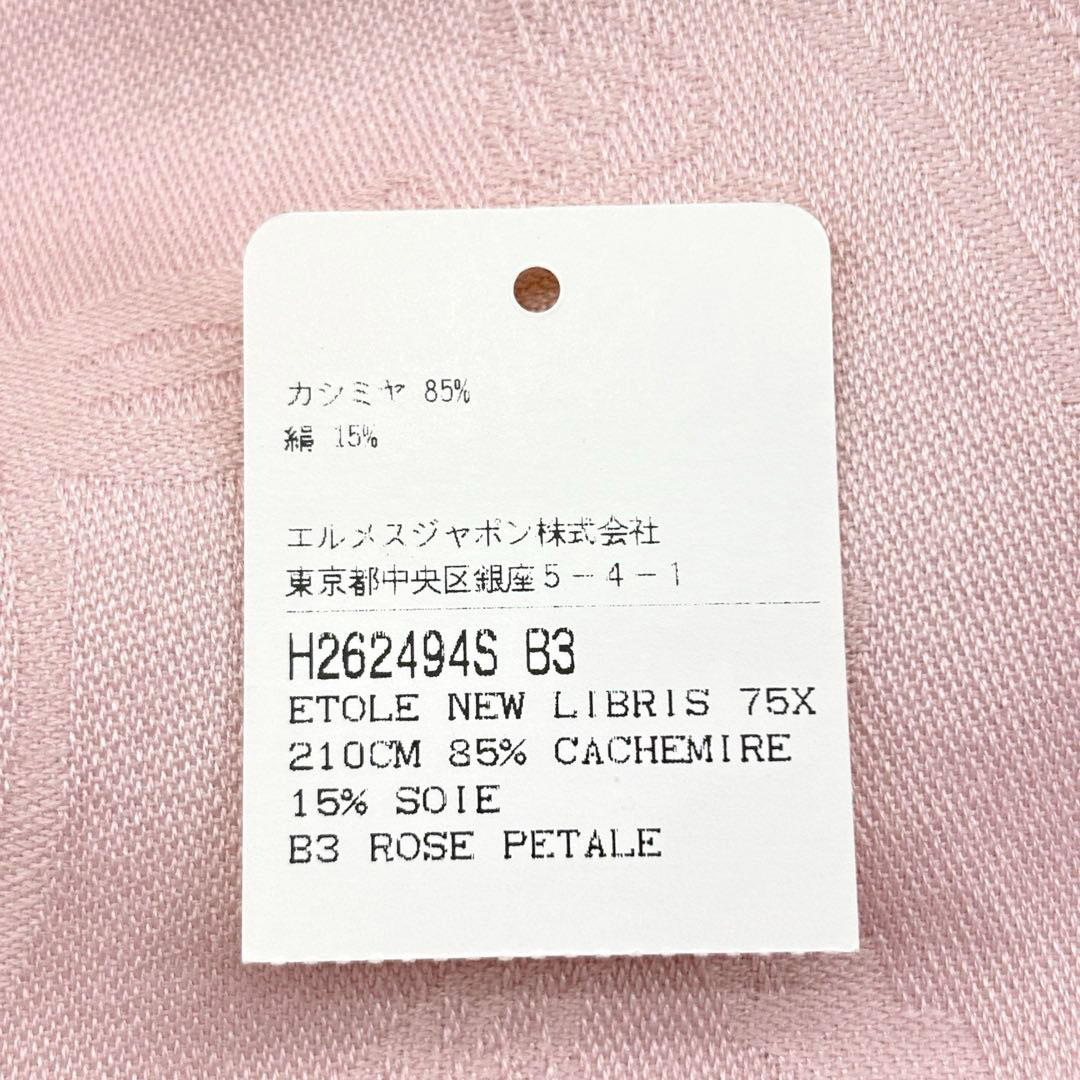 カシミヤ 85%
絹 15%
エルメスジャポン株式会社
東京都中央区銀座5－4－1
H262494S B3
ETOLE NEW LIBRIS 75X
210CM 85% CACHEMIRE
15% SOIE
B3 ROSE PETALE